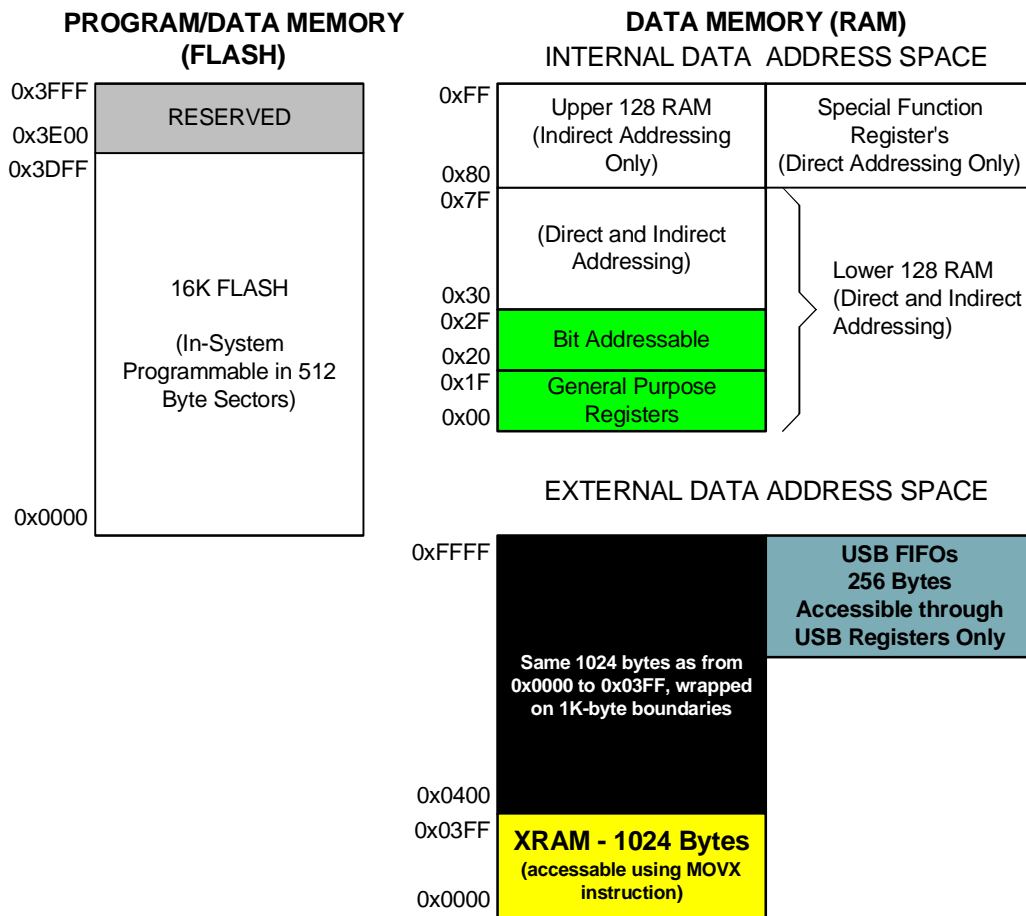 PROGRAM/DATA MEMORY
(FLASH)
0x3FFF
RESERVED
0x3E00
0x3DFF
16K FLASH
(In-System
Programmable in 512
Byte Sectors)
0x0000
DATA MEMORY (RAM)
INTERNAL DATA ADDRESS SPACE
0xFF
Upper 128 RAM
(Indirect Addressing
Only)
0x80
Special Function
Register's
(Direct Addressing Only)
0x7F
(Direct and Indirect
Addressing)
0x30
Lower 128 RAM
(Direct and Indirect
Addressing)
0x2F
Bit Addressable
0x20
0x1F
General Purpose
Registers
0x00
EXTERNAL DATA ADDRESS SPACE
0xFFFF
USB FIFOs
256 Bytes
Accessible through
USB Registers Only
Same 1024 bytes as from
0x0000 to 0x03FF, wrapped
on 1K-byte boundaries
0x0400
0x03FF
XRAM - 1024 Bytes
(accessable using MOVX
instruction)
0x0000